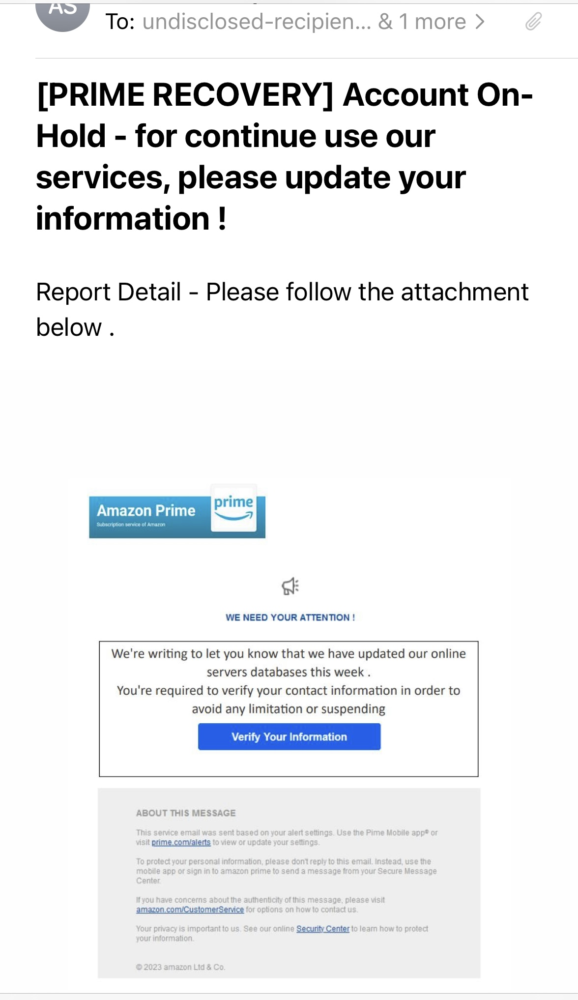 AS
To: undisclosed-recipien... & 1 more >
[PRIME RECOVERY] Account On-
Hold - for continue use our
services, please update your
information !
Report Detail - Please follow the attachment
below .
Amazon Prime
Subscription service of Amazon
prime
WE NEED YOUR ATTENTION !
We're writing to let you know that we have updated our online
servers databases this week .
You're required to verify your contact information in order to
avoid any limitation or suspending
Verify Your Information
ABOUT THIS MESSAGE
This service email was sent based on your alert settings. Use the Pime Mobile app® or
visit prime.com/alerts to view or update your settings.
To protect your personal information, please don't reply to this email. Instead, use the
mobile app or sign in to amazon prime to send a message from your Secure Message
Center.
If you have concerns about the authenticity of this message, please visit
amazon.com/CustomerService for options on how to contact us.
Your privacy is important to us. See our online Security Center to learn how to protect
your information.
© 2023 amazon Ltd & Co.